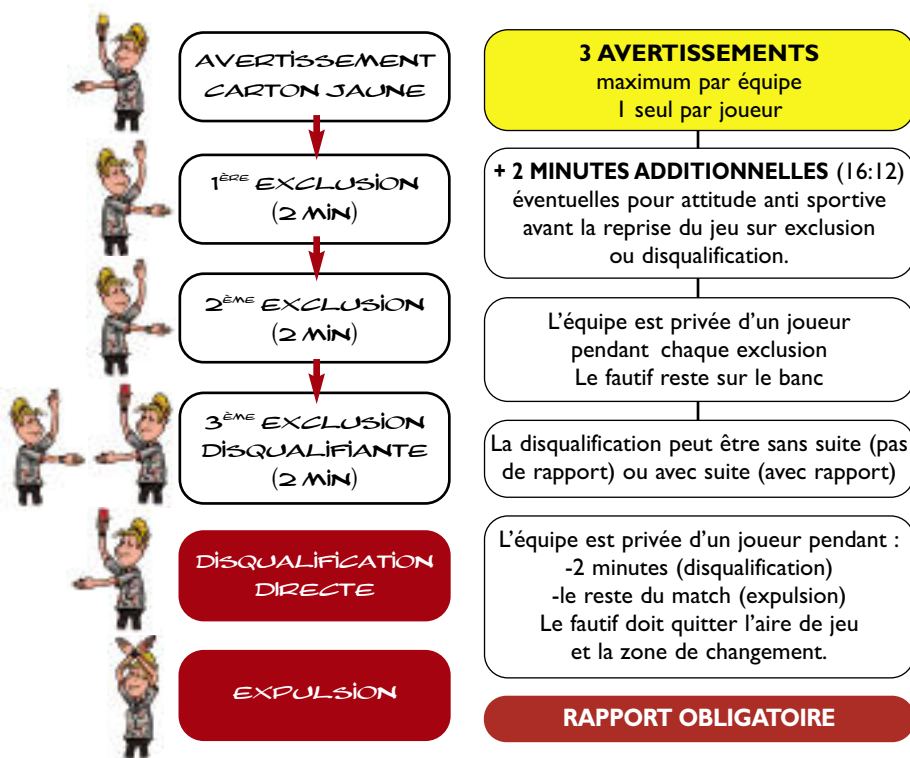 AVERTISSEMENT
CARTON JAUNE
1ÈRE EXCLUSION
(2 MIN)
2ÈME EXCLUSION
(2 MIN)
3ÈME EXCLUSION
DISQUALIFIANTE
(2 MIN)
DISQUALIFICATION
DIRECTE
EXPULSION
3 AVERTISSEMENTS
maximum par équipe
1 seul par joueur
+ 2 MINUTES ADDITIONNELLES (16:12)
éventuelles pour attitude anti sportive
avant la reprise du jeu sur exclusion
ou disqualification.
L’équipe est privée d’un joueur
pendant chaque exclusion
Le fautif reste sur le banc
La disqualification peut être sans suite (pas
de rapport) ou avec suite (avec rapport)
L’équipe est privée d’un joueur pendant :
-2 minutes (disqualification)
-le reste du match (expulsion)
Le fautif doit quitter l’aire de jeu
et la zone de changement.
RAPPORT OBLIGATOIRE